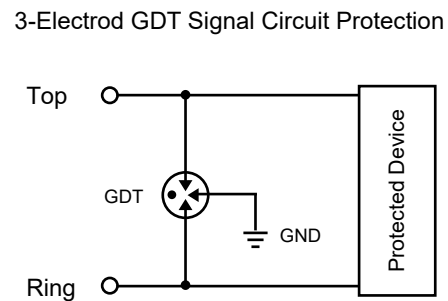 3-Electrod GDT Signal Circuit Protection
Top
Protected Device
GDT
GND
Ring